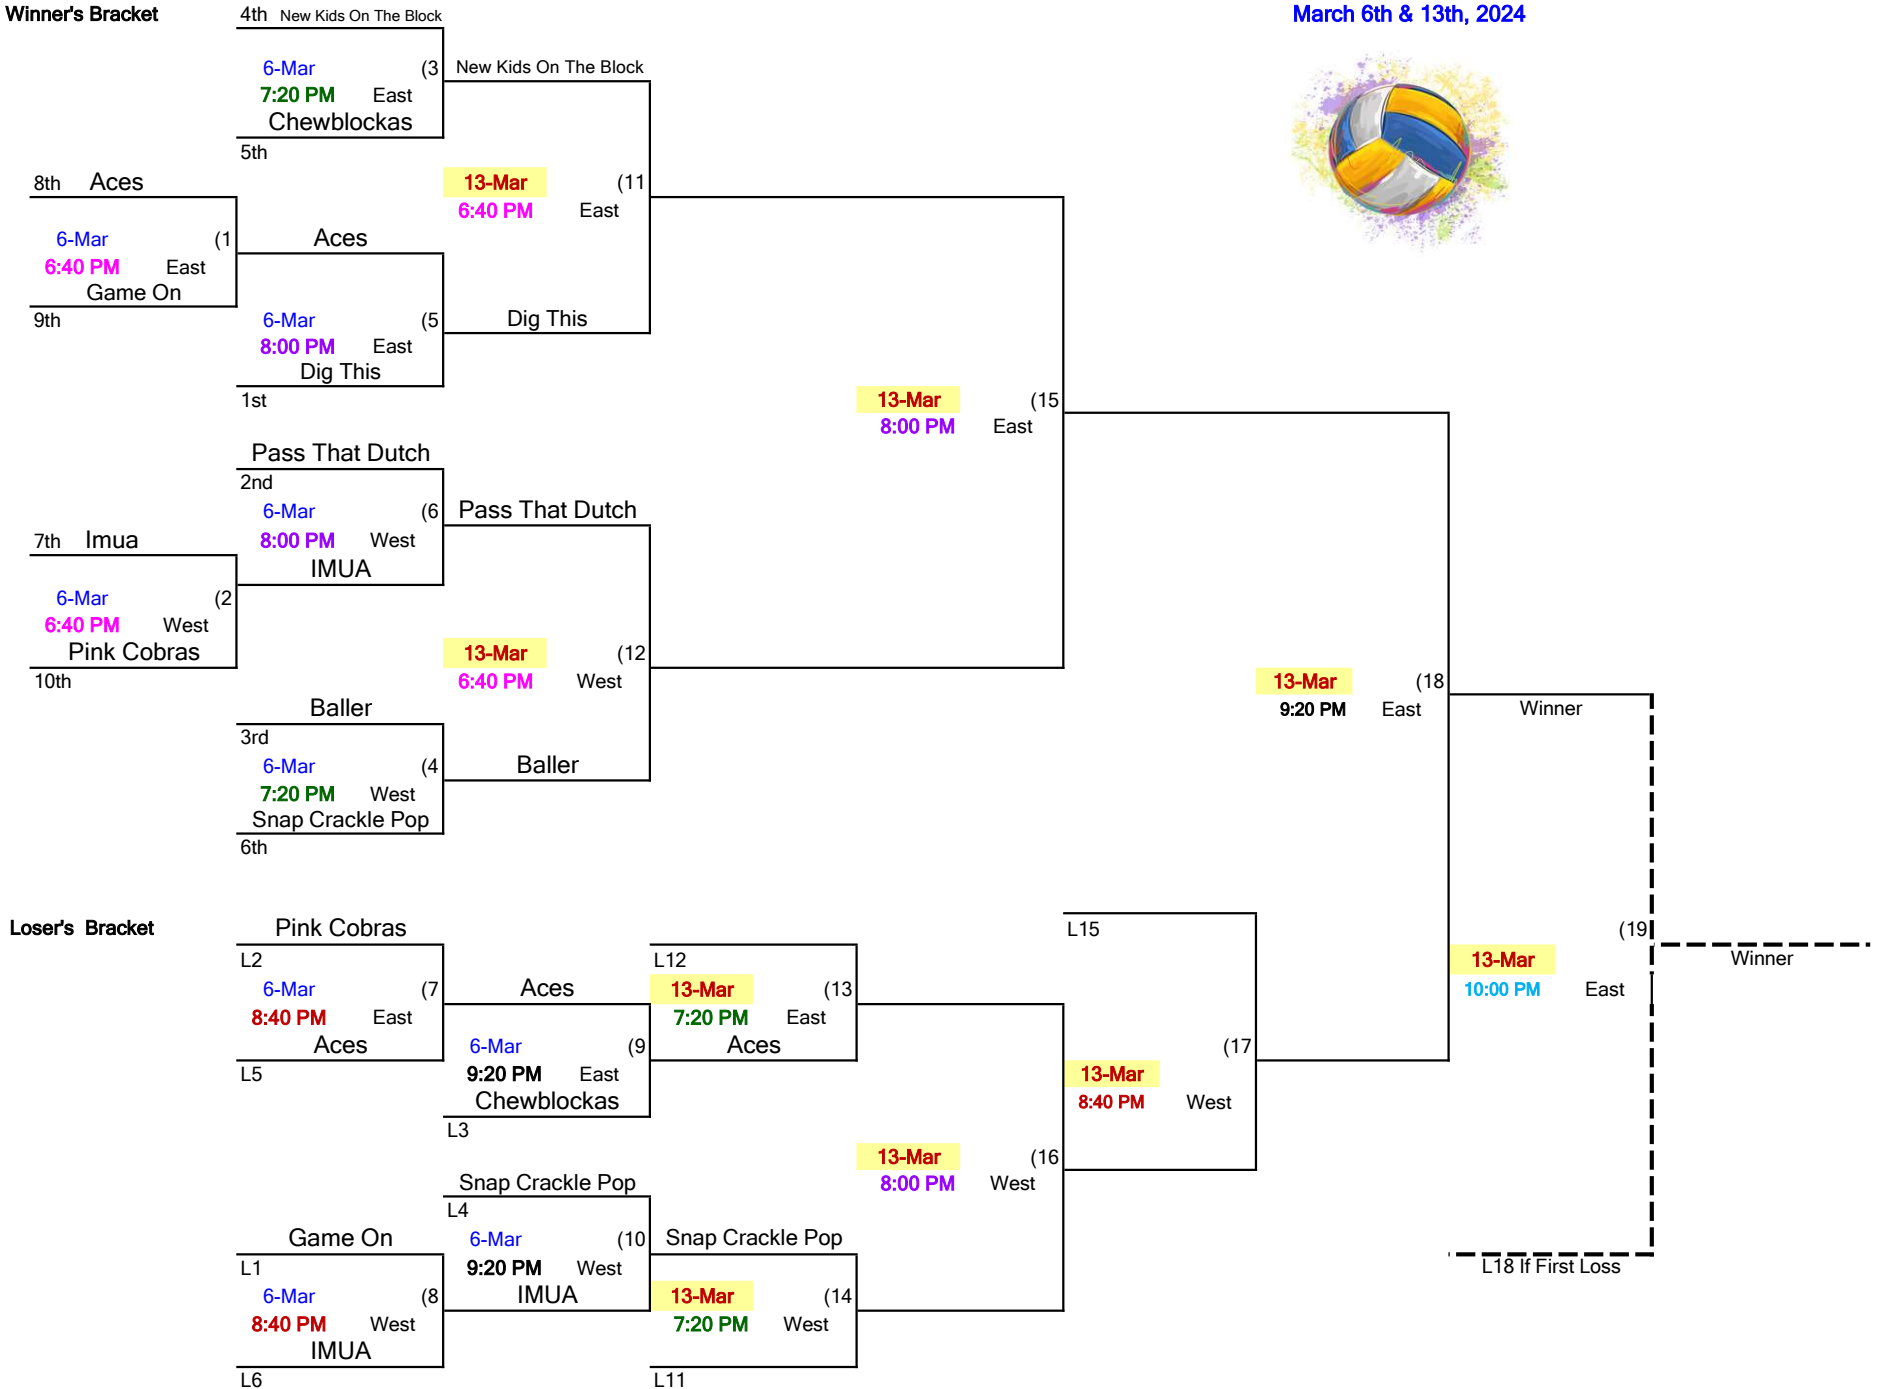 Winner's Bracket
4th New Kids On The Block
March 6th & 13th, 2024
6-Mar (3
New Kids On The Block
7:20 PM East
Chewblockas
5th
8th Aces
13-Mar (11
6:40 PM East
6-Mar (1
Aces
6:40 PM East
Game On
9th
6-Mar (5
Dig This
8:00 PM East
Dig This
1st
13-Mar (15
8:00 PM East
Pass That Dutch
2nd
6-Mar (6
Pass That Dutch
7th Imua
8:00 PM West
IMUA
6-Mar (2
6:40 PM West
Pink Cobras
10th
13-Mar (12
6:40 PM West
13-Mar (18
9:20 PM East
Winner
Baller
3rd
6-Mar (4
Baller
7:20 PM West
Snap Crackle Pop
6th
Loser's Bracket
Pink Cobras
L15
(19
L2
L12
13-Mar
Winner
6-Mar (7
Aces
13-Mar (13
10:00 PM East
8:40 PM East
7:20 PM East
Aces
6-Mar (9
Aces
(17
L5
9:20 PM East
13-Mar
Chewblockas
8:40 PM West
L3
13-Mar (16
8:00 PM West
Snap Crackle Pop
L4
Game On
6-Mar (10
Snap Crackle Pop
L1
9:20 PM West
L18 If First Loss
6-Mar (8
IMUA
13-Mar (14
8:40 PM West
7:20 PM West
IMUA
L6
L11